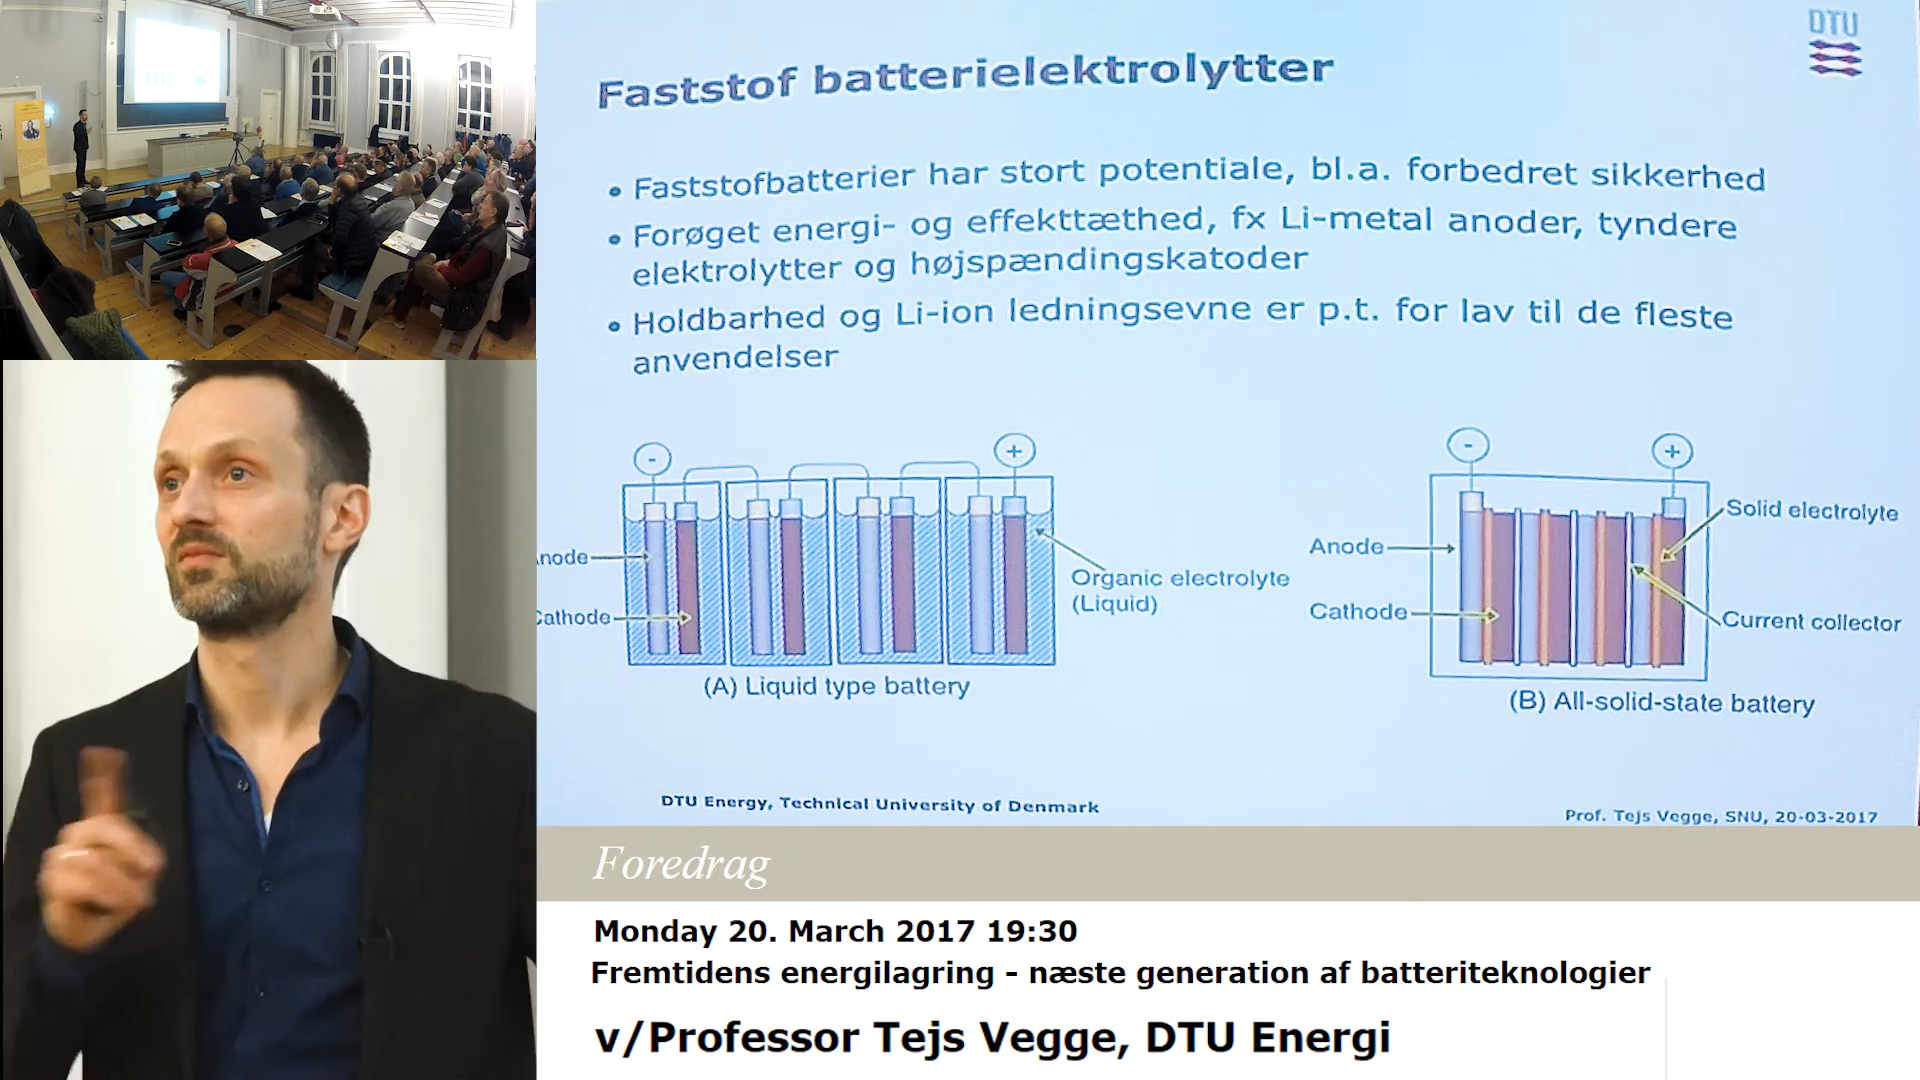 DTU
Faststof batterielektrolytter
• Faststofbatterier har stort potentiale, bl.a. forbedret sikkerhed
• Forøget energi- og effekttæthed, fx Li-metal anoder, tyndere
elektrolytter og højspændingskatoder
• Holdbarhed og Li-ion ledningsevne er p.t. for lav til de fleste
anvendelser
-
+
node
Cathode
Organic electrolyte
(Liquid)
(A) Liquid type battery
-
+
Anode
Cathode
Solid electrolyte
Current collector
(B) All-solid-state battery
DTU Energy, Technical University of Denmark
Prof. Tejs Vegge, SNU, 20-03-2017
Foredrag
Monday 20. March 2017 19:30
Fremtidens energilagring - næste generation af batteriteknologier
v/Professor Tejs Vegge, DTU Energi